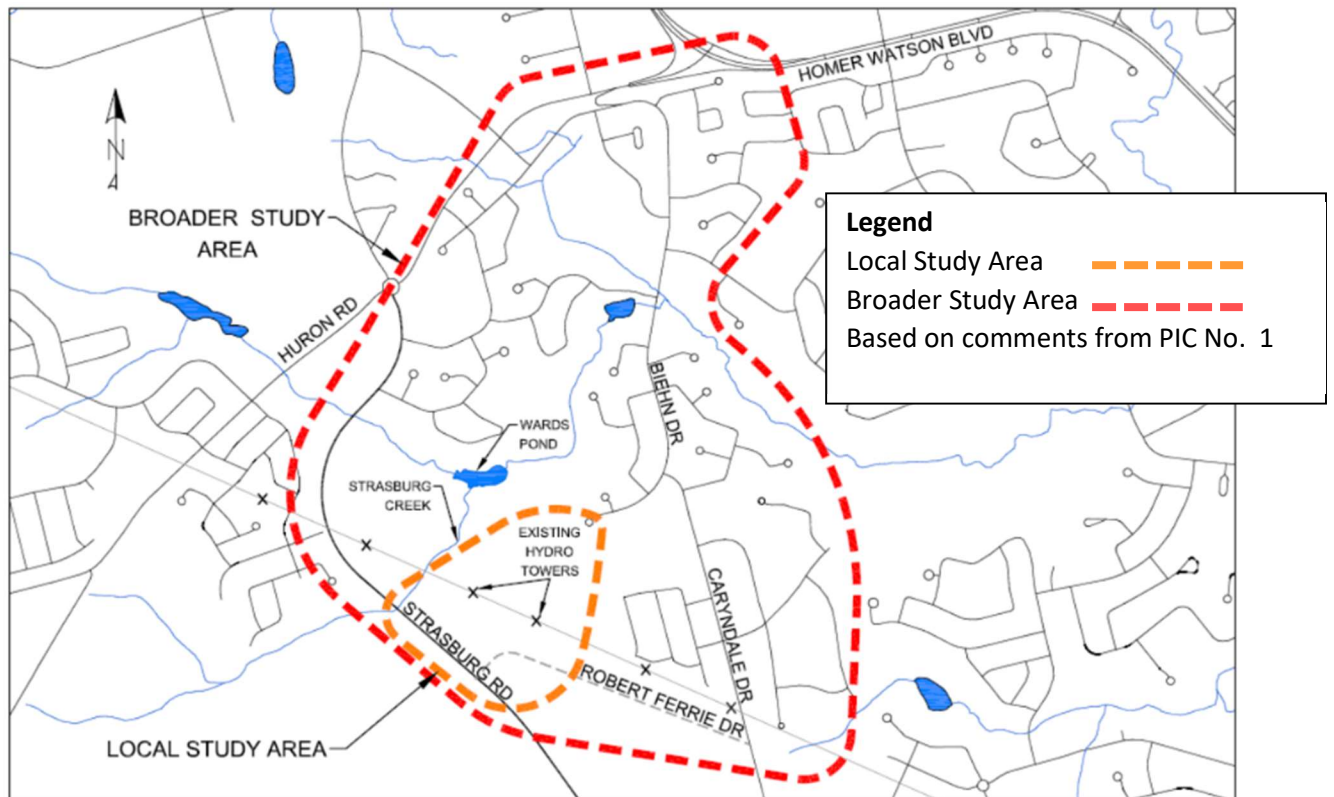 HOMER WATSON BLVD
N
BROADER STUDY
AREA
HURON RD
Legend
Local Study Area
Broader Study Area
Based on comments from PIC No. 1
BIEHN DR
WARDS
POND
STRASBURG
CREEK
EXISTING
HYDRO
TOWERS
CARYNDALE DR
STRASBURG RD
ROBERT FERRIE DR
LOCAL STUDY AREA